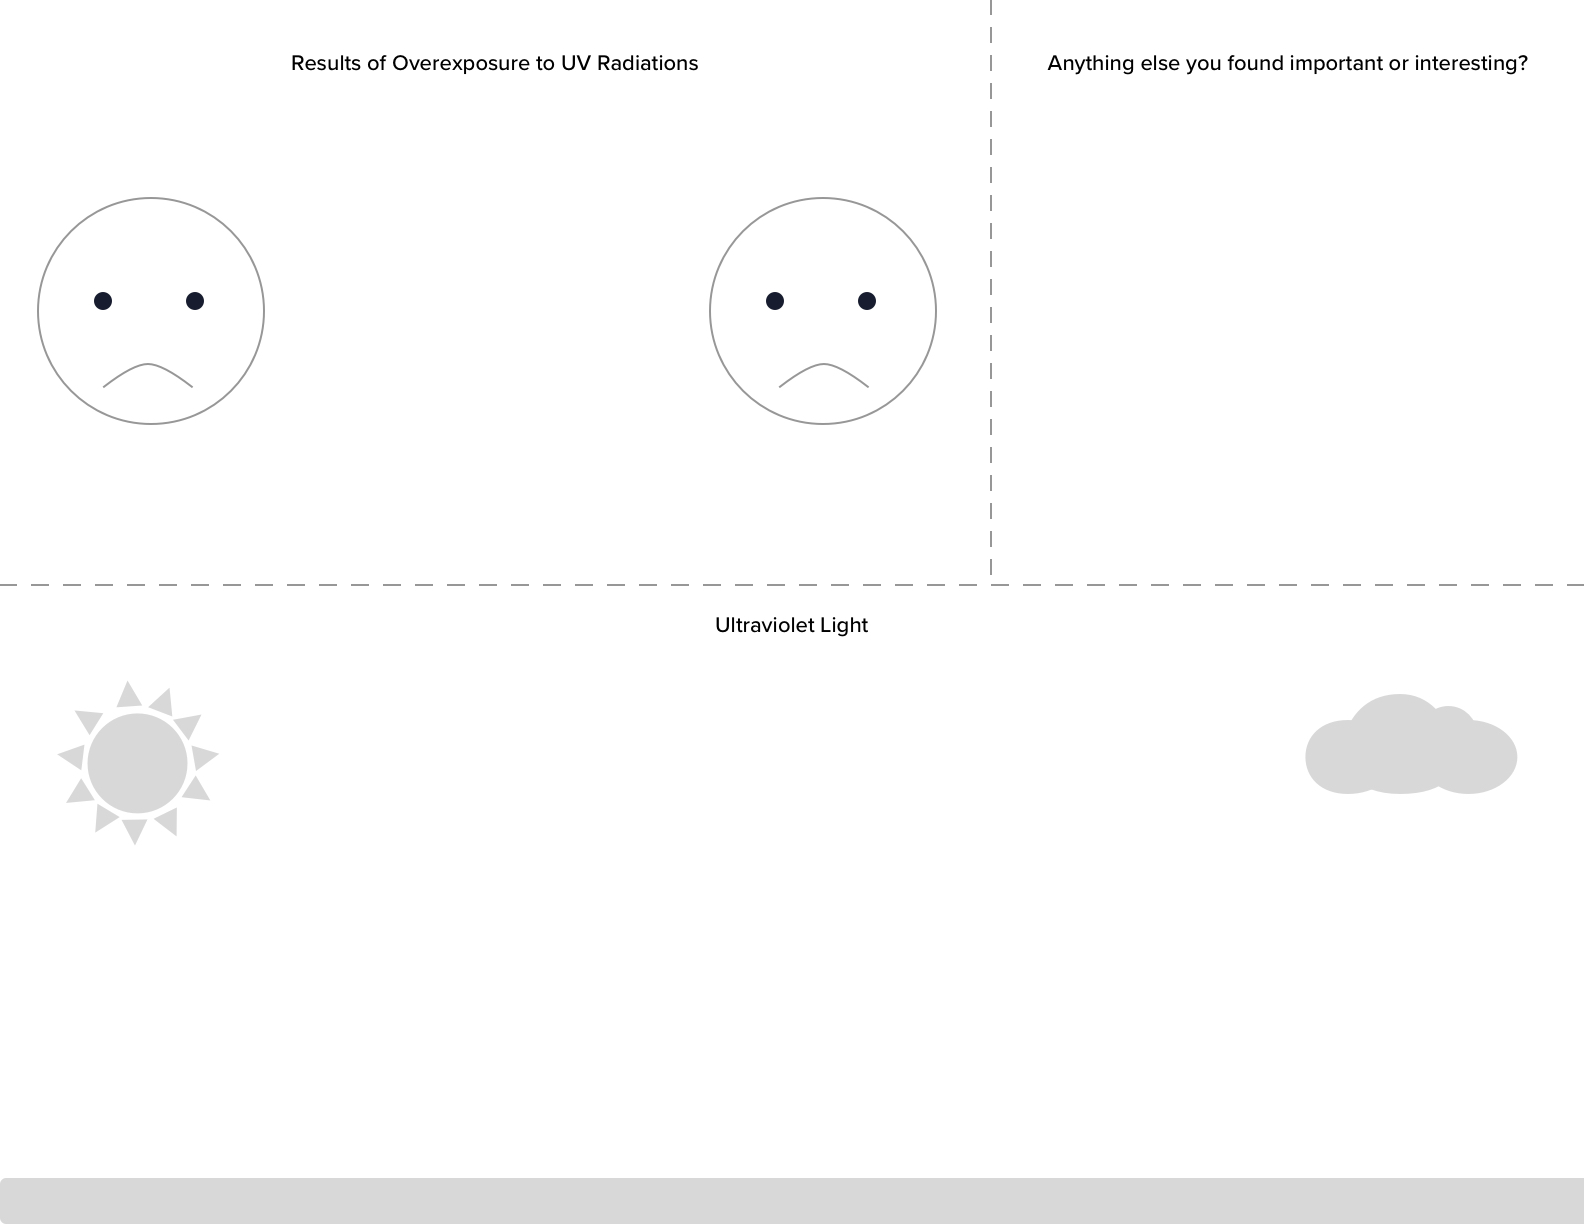 Results of Overexposure to UV Radiations
Anything else you found important or interesting?
Ultraviolet Light